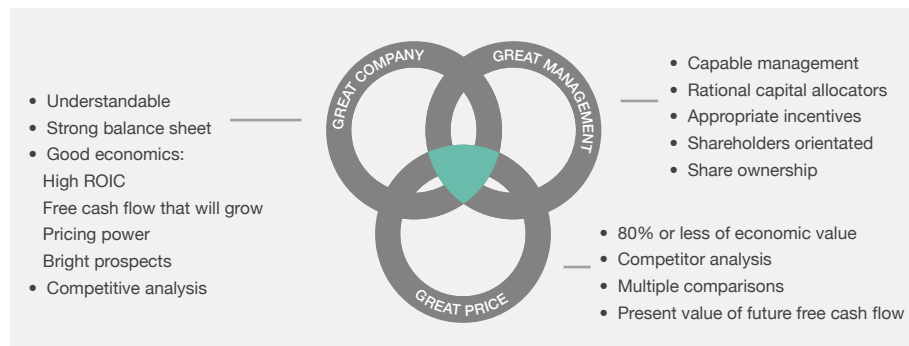 GREAT COMPANY
GREAT MANAGEMENT
GREAT PRICE
• Understandable
• Strong balance sheet
• Good economics:
High ROIC
Free cash flow that will grow
Pricing power
Bright prospects
• Competitive analysis
• Capable management
• Rational capital allocators
• Appropriate incentives
• Shareholders orientated
• Share ownership
• 80% or less of economic value
• Competitor analysis
• Multiple comparisons
• Present value of future free cash flow